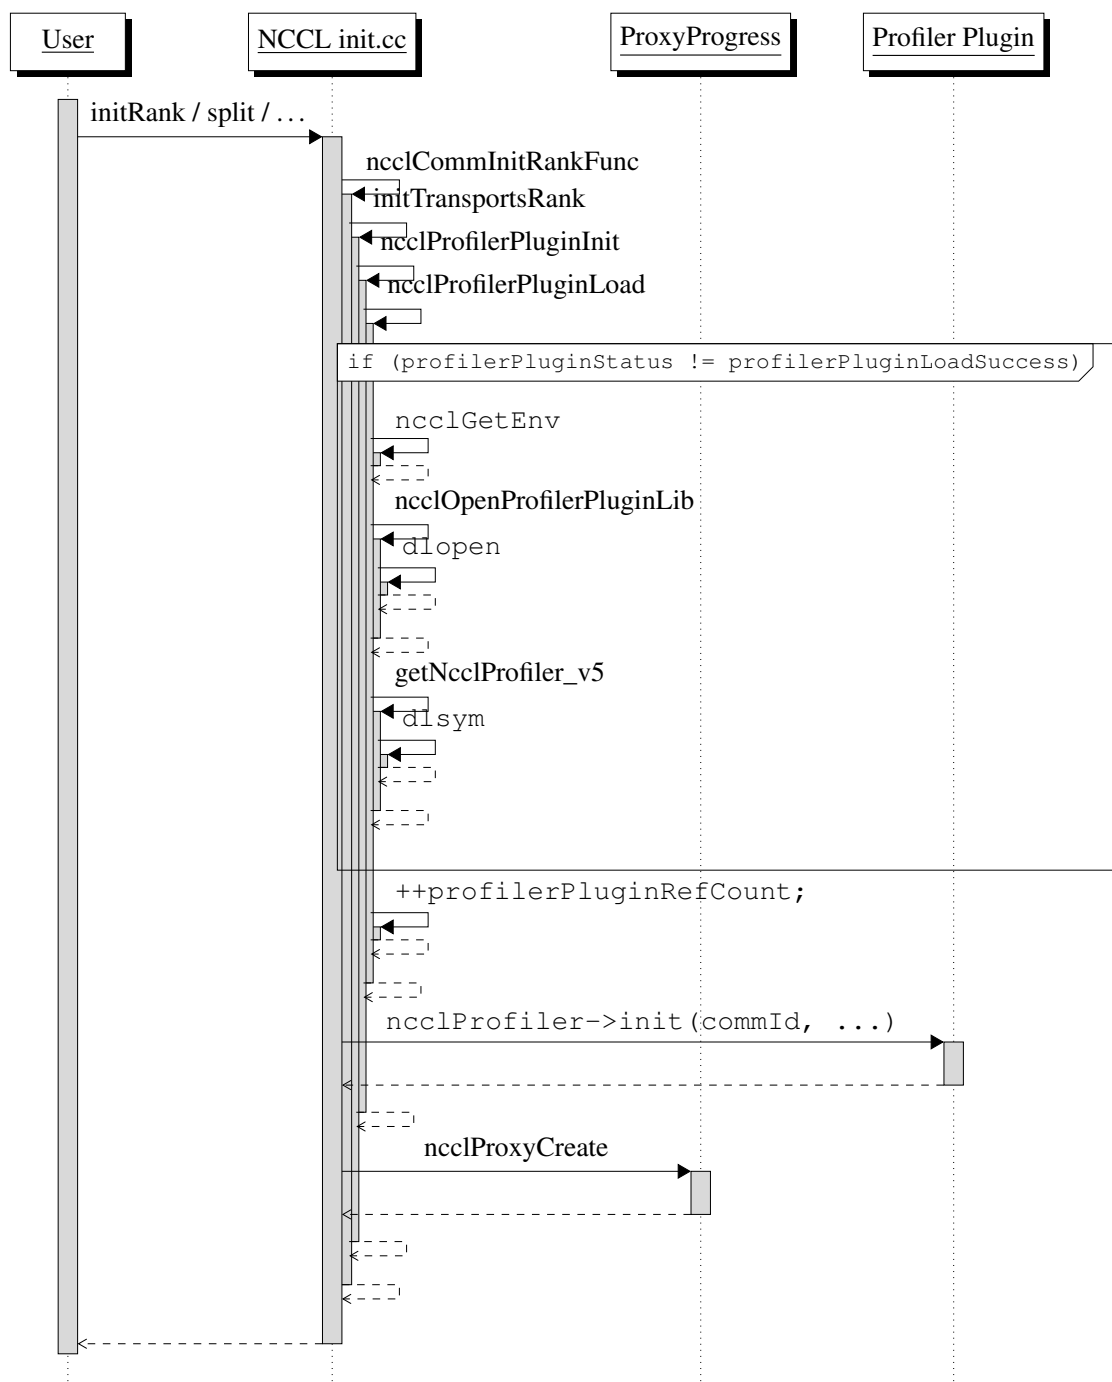 User
NCCL init.cc
ProxyProgress
Profiler Plugin
initRank / split / ...
ncclCommInitRankFunc
initTransportsRank
ncclProfilerPluginInit
ncclProfilerPluginLoad
if (profilerPluginStatus != profilerPluginLoadSuccess)
ncclGetEnv
ncclOpenProfilerPluginLib
dlopen
getNcclProfiler_v5
dlsym
++profilerPluginRefCount;
ncclProfiler->init(commId, ...)
ncclProxyCreate